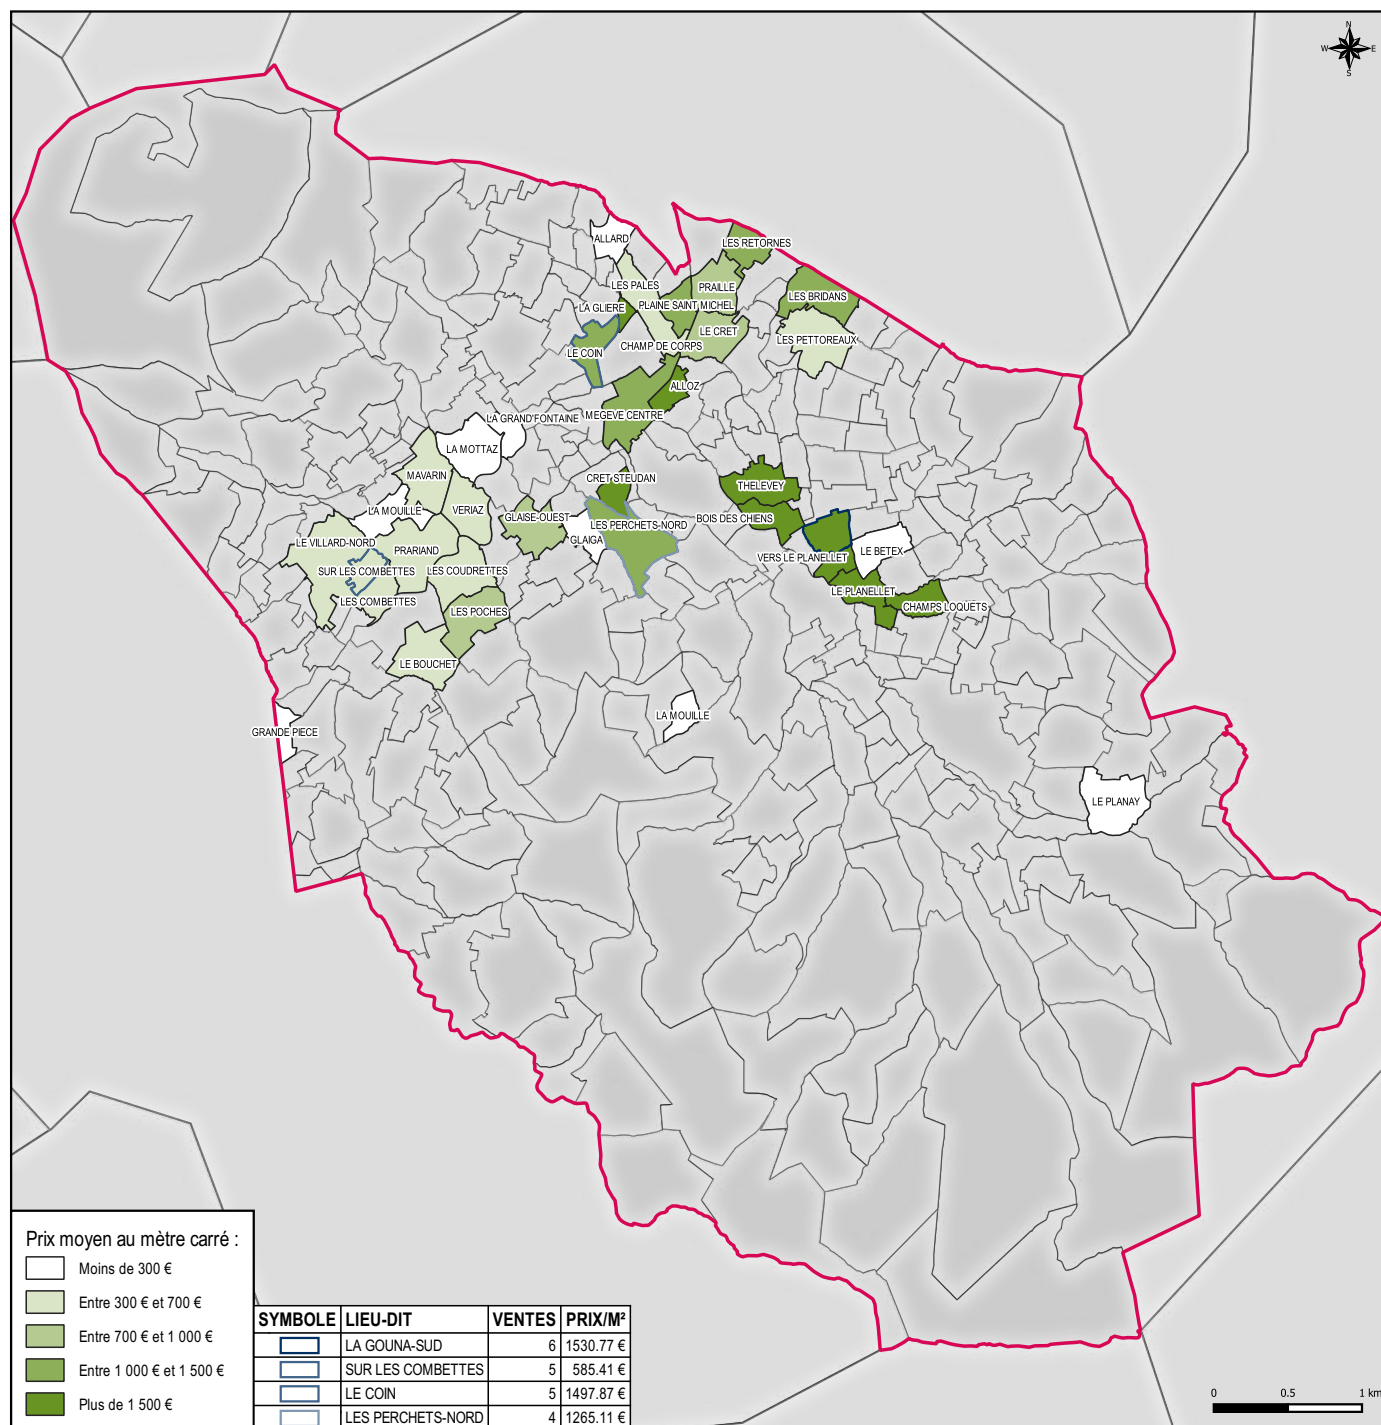 N
W E
S
ALLARD
LES RETORNES
LES PALES
PRAILLE
LES BRIDANS
LA GLIERE
PLAINE SAINT MICHEL
LE CRET
LES PETTOREAUX
CHAMP DE CORPS
LE COIN
ALLOZ
MEGEVE CENTRE
LA GRAND'FONTAINE
LA MOTTAZ
MAVARIN
CRET STEUDAN
THELEVEY
LA MOUILLE
VERIAZ
GLAISE-OUEST
LES PERCHETS-NORD
BOIS DES CHIENS
GLAIGA
LE VILLARD-NORD
PRARIAND
VERS LE PLANELLET
LE BETEX
SUR LES COMBETTES
LES COUDRETTES
LE PLANELLET
LES COMBETTES
LES POCHES
CHAMPS LOQUETS
LE BOUCHET
LA MOUILLE
GRANDE PIECE
LE PLANAY
Prix moyen au mètre carré :
Moins de 300 €
Entre 300 € et 700 €
Entre 700 € et 1 000 €
Entre 1 000 € et 1 500 €
Plus de 1 500 €
SYMBOLE LIEU-DIT VENTES PRIX/M²
LA GOUNA-SUD 6 1530.77 €
SUR LES COMBETTES 5 585.41 €
LE COIN 5 1497.87 €
LES PERCHETS-NORD 4 1265.11 €
0 0.5 1 km